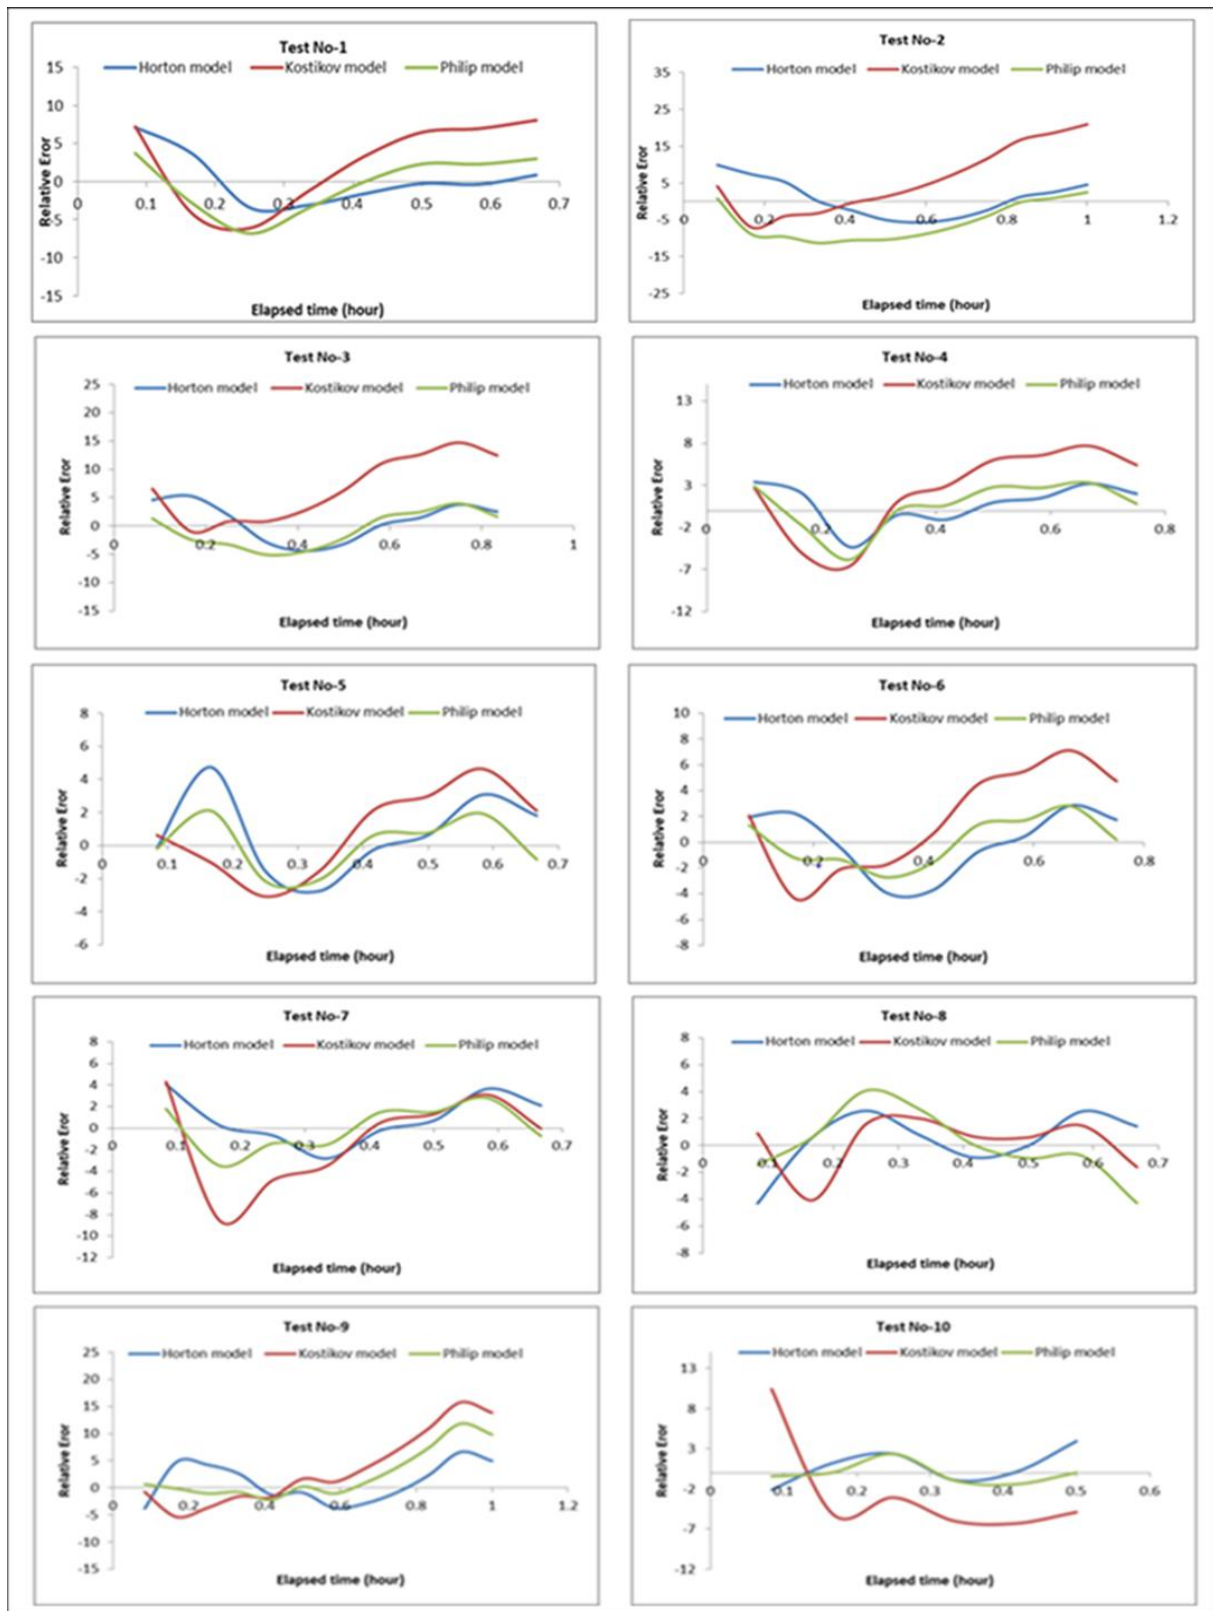 Test No-1
Horton model Kostikov model Philip model
15
10
5
0
-5
-10
-15
0 0.1 0.2 0.3 0.4 0.5 0.6 0.7
Relative Eror
Elapsed time (hour)
Test No-2
Horton model Kostikov model Philip model
35
25
15
5
-5
-15
-25
0 0.2 0.4 0.6 0.8 1 1.2
Relative Eror
Elapsed time (hour)
Test No-3
Horton model Kostikov model Philip model
25
20
15
10
5
0
-5
-10
-15
0 0.2 0.4 0.6 0.8 1
Relative Eror
Elapsed time (hour)
Test No-4
Horton model Kostikov model Philip model
13
8
3
-2
-7
-12
0 0.2 0.4 0.6 0.8
Relative Eror
Elapsed time (hour)
Test No-5
Horton model Kostikov model Philip model
8
6
4
2
0
-2
-4
-6
0 0.1 0.2 0.3 0.4 0.5 0.6 0.7
Relative Eror
Elapsed time (hour)
Test No-6
Horton model Kostikov model Philip model
10
8
6
4
2
0
-2
-4
-6
-8
0 0.2 0.4 0.6 0.8
Relative Eror
Elapsed time (hour)
Test No-7
Horton model Kostikov model Philip model
8
6
4
2
0
-2
-4
-6
-8
-10
-12
0 0.1 0.2 0.3 0.4 0.5 0.6 0.7
Relative Eror
Elapsed time (hour)
Test No-8
Horton model Kostikov model Philip model
8
6
4
2
0
-2
-4
-6
-8
0 0.1 0.2 0.3 0.4 0.5 0.6 0.7
Relative Eror
Elapsed time (hour)
Test No-9
Horton model Kostikov model Philip model
25
20
15
10
5
0
-5
-10
-15
0 0.2 0.4 0.6 0.8 1 1.2
Relative Eror
Elapsed time (hour)
Test No-10
Horton model Kostikov model Philip model
13
8
3
-2
-7
-12
0 0.1 0.2 0.3 0.4 0.5 0.6
Relative Eror
Elapsed time (hour)